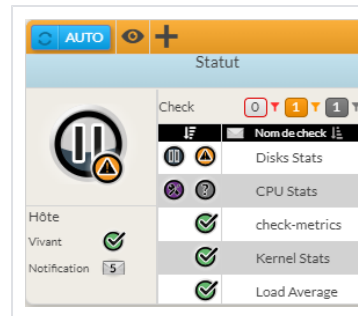 AUTO
Statut
Check 0 1 1
Nom de check
Disks Stats
? CPU Stats
check-metrics
Kernel Stats
Load Average
Hôte
Vivant
Notification 5